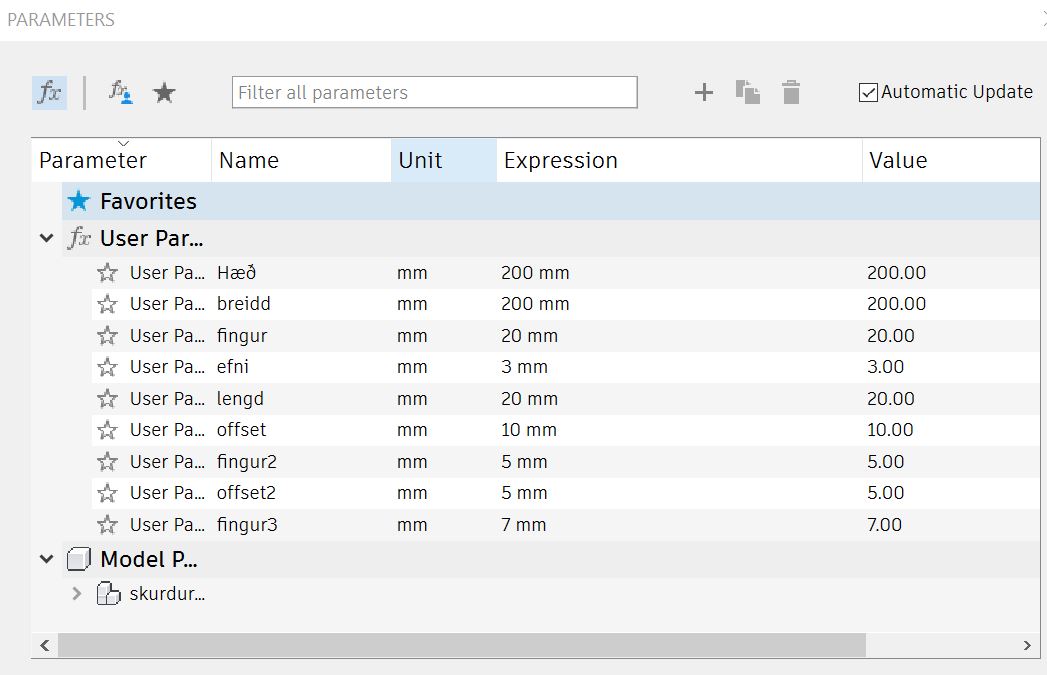 PARAMETERS
fx fx Filter all parameters Automatic Update
Parameter Name Unit Expression Value
Favorites
fx User Par...
User Pa... Hæð mm 200 mm 200.00
User Pa... breidd mm 200 mm 200.00
User Pa... fingur mm 20 mm 20.00
User Pa... efni mm 3 mm 3.00
User Pa... lengd mm 20 mm 20.00
User Pa... offset mm 10 mm 10.00
User Pa... fingur2 mm 5 mm 5.00
User Pa... offset2 mm 5 mm 5.00
User Pa... fingur3 mm 7 mm 7.00
Model P...
skurdur...